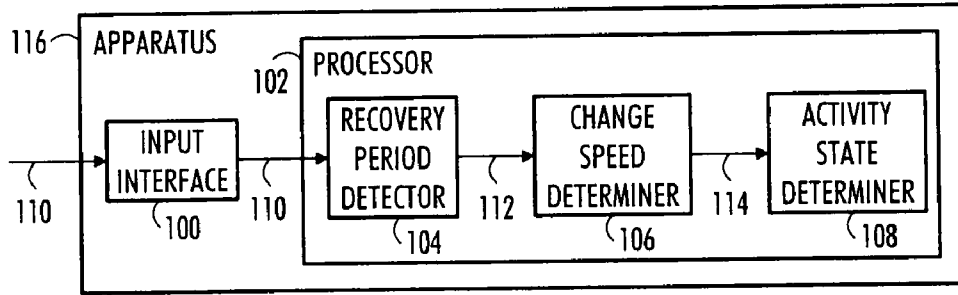 116
APPARATUS
102
PROCESSOR
110
INPUT
INTERFACE
100
110
RECOVERY
PERIOD
DETECTOR
104
112
CHANGE
SPEED
DETERMINER
106
114
ACTIVITY
STATE
DETERMINER
108